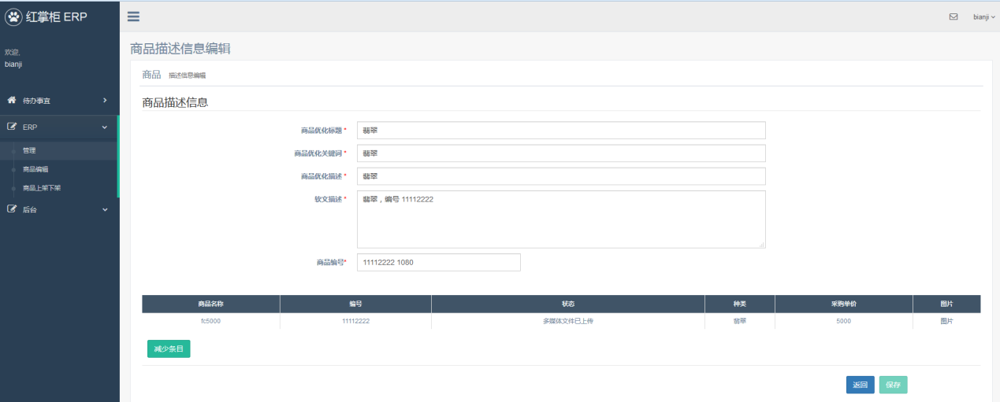 红掌柜 ERP
bianji
欢迎,
bianji
待办事宜
ERP
管理
商品编辑
商品上架下架
后台
商品描述信息编辑
商品 描述信息编辑
商品描述信息
商品优化标题 * 翡翠
商品优化关键词 * 翡翠
商品优化描述 * 翡翠
软文描述 * 翡翠，编号 11112222
商品编号* 11112222 1080
商品名称 编号 状态 种类 采购单价 图片
fc5000 11112222 多媒体文件已上传 翡翠 5000 图片
减少条目
返回 保存